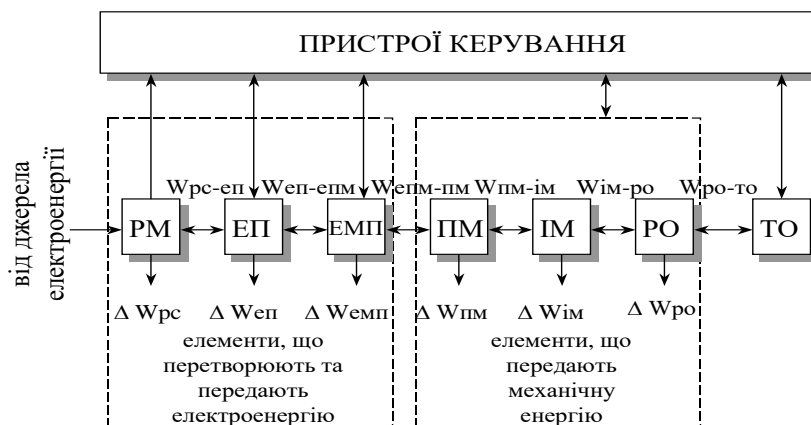 ПРИСТРОЇ КЕРУВАННЯ
від джерела
електроенергії
Wрс-еп Wеп-епм Wепм-пм Wпм-ім Wім-ро Wро-то
РМ ЕП ЕМП ПМ ІМ РО ТО
Δ Wрс Δ Wеп Δ Wемп Δ Wпм Δ Wім Δ Wро
елементи, що
перетворюють та
передають
електроенергію
елементи, що
передають
механічну
енергію